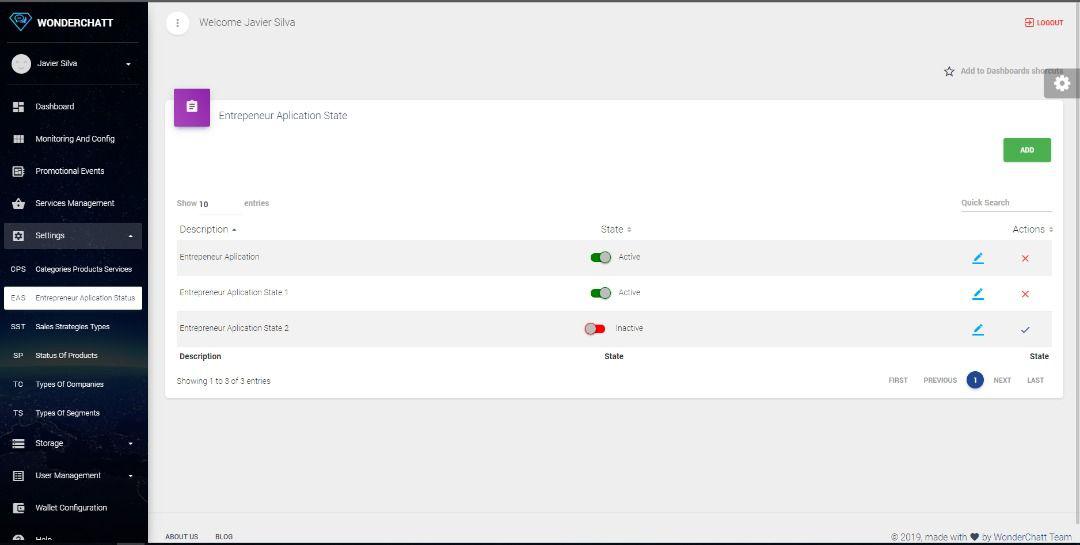 WONDERCHATT
Welcome Javier Silva
LOGOUT
Javier Silva
Add to Dashboards shortcuts
Dashboard
Monitoring And Config
Promotional Events
Services Management
Settings
CPS Categories Products Services
EAS Entrepreneur Aplication Status
SST Sales Strategies Types
SP Status Of Products
TC Types Of Companies
TS Types Of Segments
Storage
User Management
Wallet Configuration
Help
Entrepeneur Aplication State
ADD
Show 10 entries
Quick Search
Description State Actions
Entrepeneur Aplication Active
Entrepreneur Aplication State 1 Active
Entrepreneur Aplication State 2 Inactive
Description State State
Showing 1 to 3 of 3 entries
FIRST PREVIOUS 1 NEXT LAST
ABOUT US BLOG
© 2019, made with by WonderChatt Team